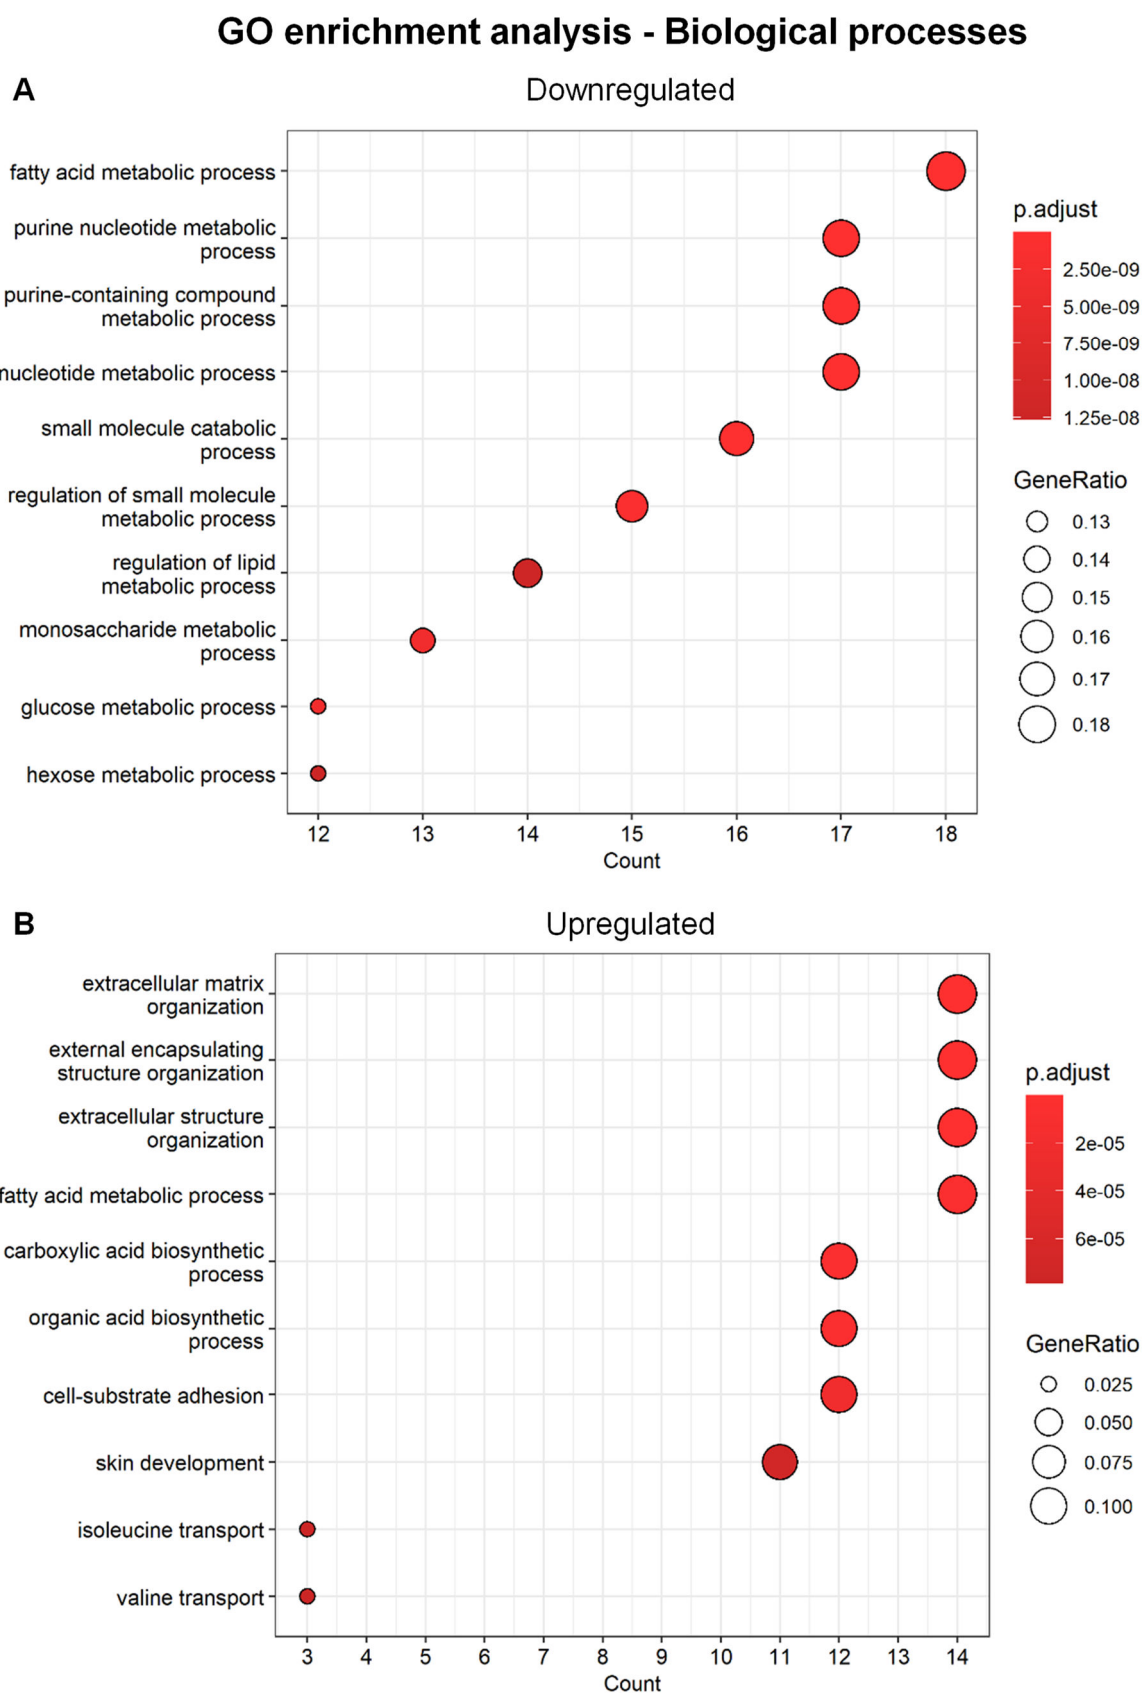 GO enrichment analysis - Biological processes
A
Downregulated
fatty acid metabolic process
purine nucleotide metabolic
process
purine-containing compound
metabolic process
nucleotide metabolic process
small molecule catabolic
process
regulation of small molecule
metabolic process
regulation of lipid
metabolic process
monosaccharide metabolic
process
glucose metabolic process
hexose metabolic process
12 13 14 15 16 17 18
Count
p.adjust
2.50e-09
5.00e-09
7.50e-09
1.00e-08
1.25e-08
GeneRatio
0.13
0.14
0.15
0.16
0.17
0.18
B
Upregulated
extracellular matrix
organization
external encapsulating
structure organization
extracellular structure
organization
fatty acid metabolic process
carboxylic acid biosynthetic
process
organic acid biosynthetic
process
cell-substrate adhesion
skin development
isoleucine transport
valine transport
3 4 5 6 7 8 9 10 11 12 13 14
Count
p.adjust
2e-05
4e-05
6e-05
GeneRatio
0.025
0.050
0.075
0.100